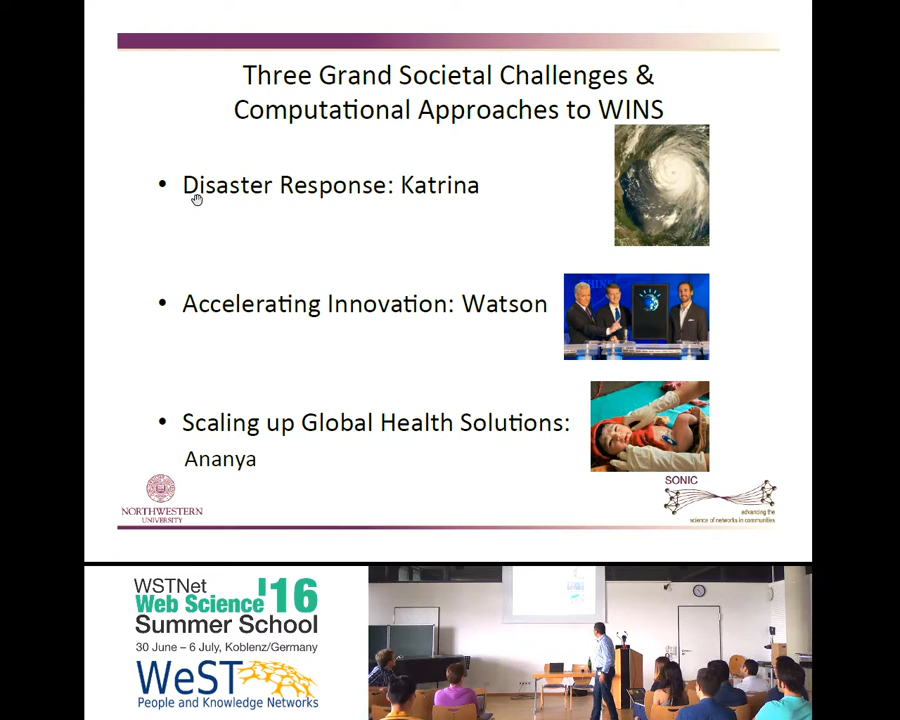 Three Grand Societal Challenges &
Computational Approaches to WINS
• Disaster Response: Katrina
• Accelerating Innovation: Watson
• Scaling up Global Health Solutions:
Ananya
NORTHWESTERN
UNIVERSITY
SONIC
advancing the
science of networks in communities
WSTNet
Web Science '16
Summer School
30 June – 6 July, Koblenz/Germany
WeST
People and Knowledge Networks